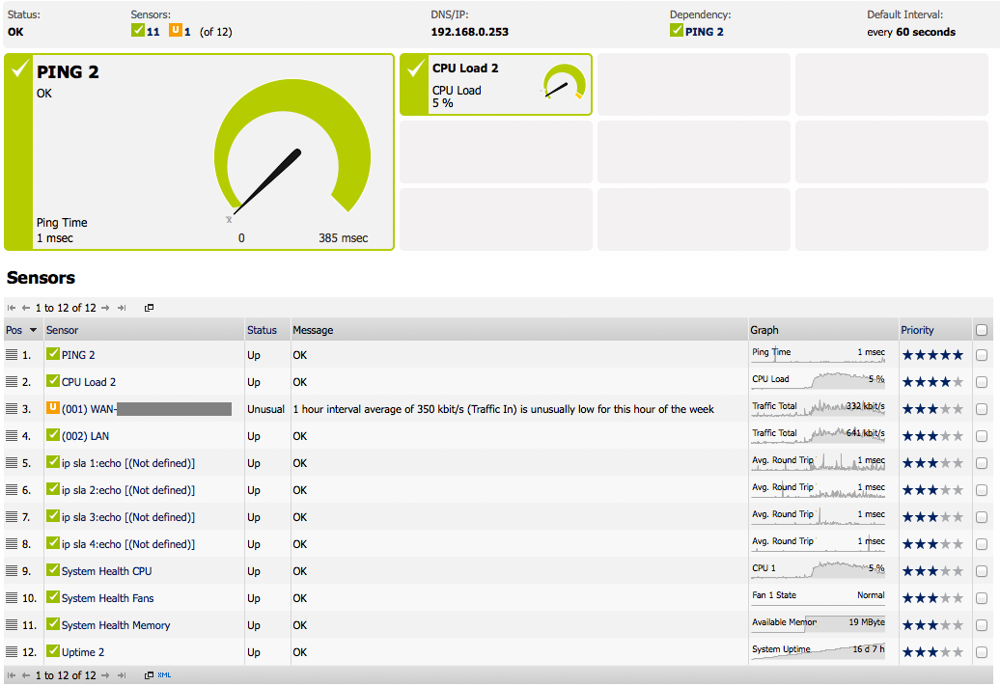 Status: Sensors: DNS/IP: Dependency: Default Interval:
OK 11 U 1 (of 12) 192.168.0.253 PING 2 every 60 seconds
PING 2
OK
Ping Time
1 msec
x
0 385 msec
CPU Load 2
CPU Load
5 %
Sensors
1 to 12 of 12
Pos Sensor Status Message Graph Priority
1. PING 2 Up OK Ping Time 1 msec
2. CPU Load 2 Up OK CPU Load 5 %
3. U (001) WAN- Unusual 1 hour interval average of 350 kbit/s (Traffic In) is unusually low for this hour of the week Traffic Total 332 kbit/s
4. (002) LAN Up OK Traffic Total 641 kbit/s
5. ip sla 1:echo [(Not defined)] Up OK Avg. Round Trip 1 msec
6. ip sla 2:echo [(Not defined)] Up OK Avg. Round Trip 1 msec
7. ip sla 3:echo [(Not defined)] Up OK Avg. Round Trip 1 msec
8. ip sla 4:echo [(Not defined)] Up OK Avg. Round Trip 1 msec
9. System Health CPU Up OK CPU 1 5 %
10. System Health Fans Up OK Fan 1 State Normal
11. System Health Memory Up OK Available Memor 19 MByte
12. Uptime 2 Up OK System Uptime 16 d 7 h
1 to 12 of 12 XML